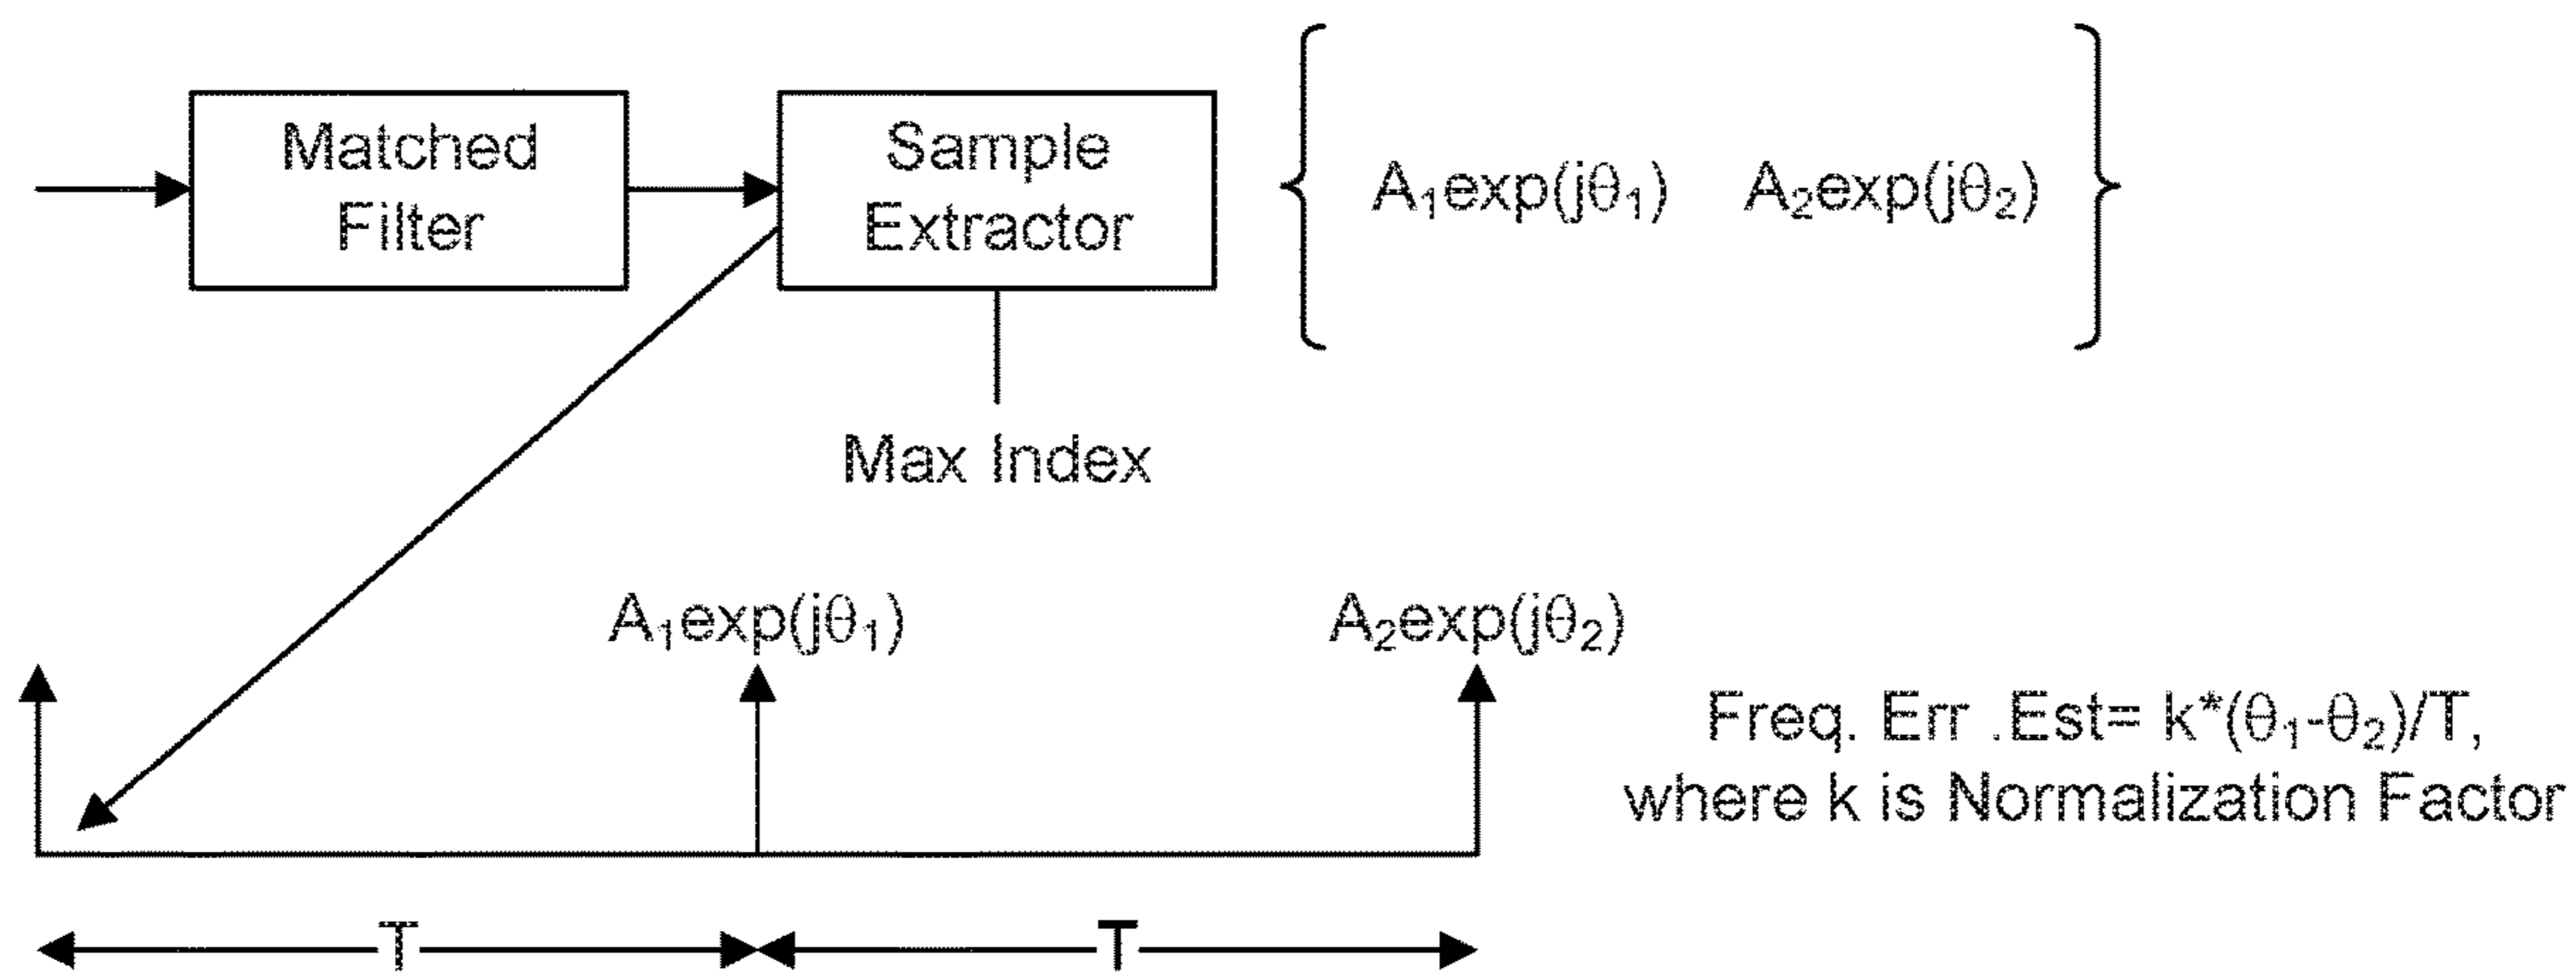 Matched
Filter
Sample
Extractor
A₁exp(jθ₁) A₂exp(jθ₂)
Max Index
A₁exp(jθ₁)
A₂exp(jθ₂)
Freq. Err .Est= k*(θ₁-θ₂)/T,
where k is Normalization Factor
T
T